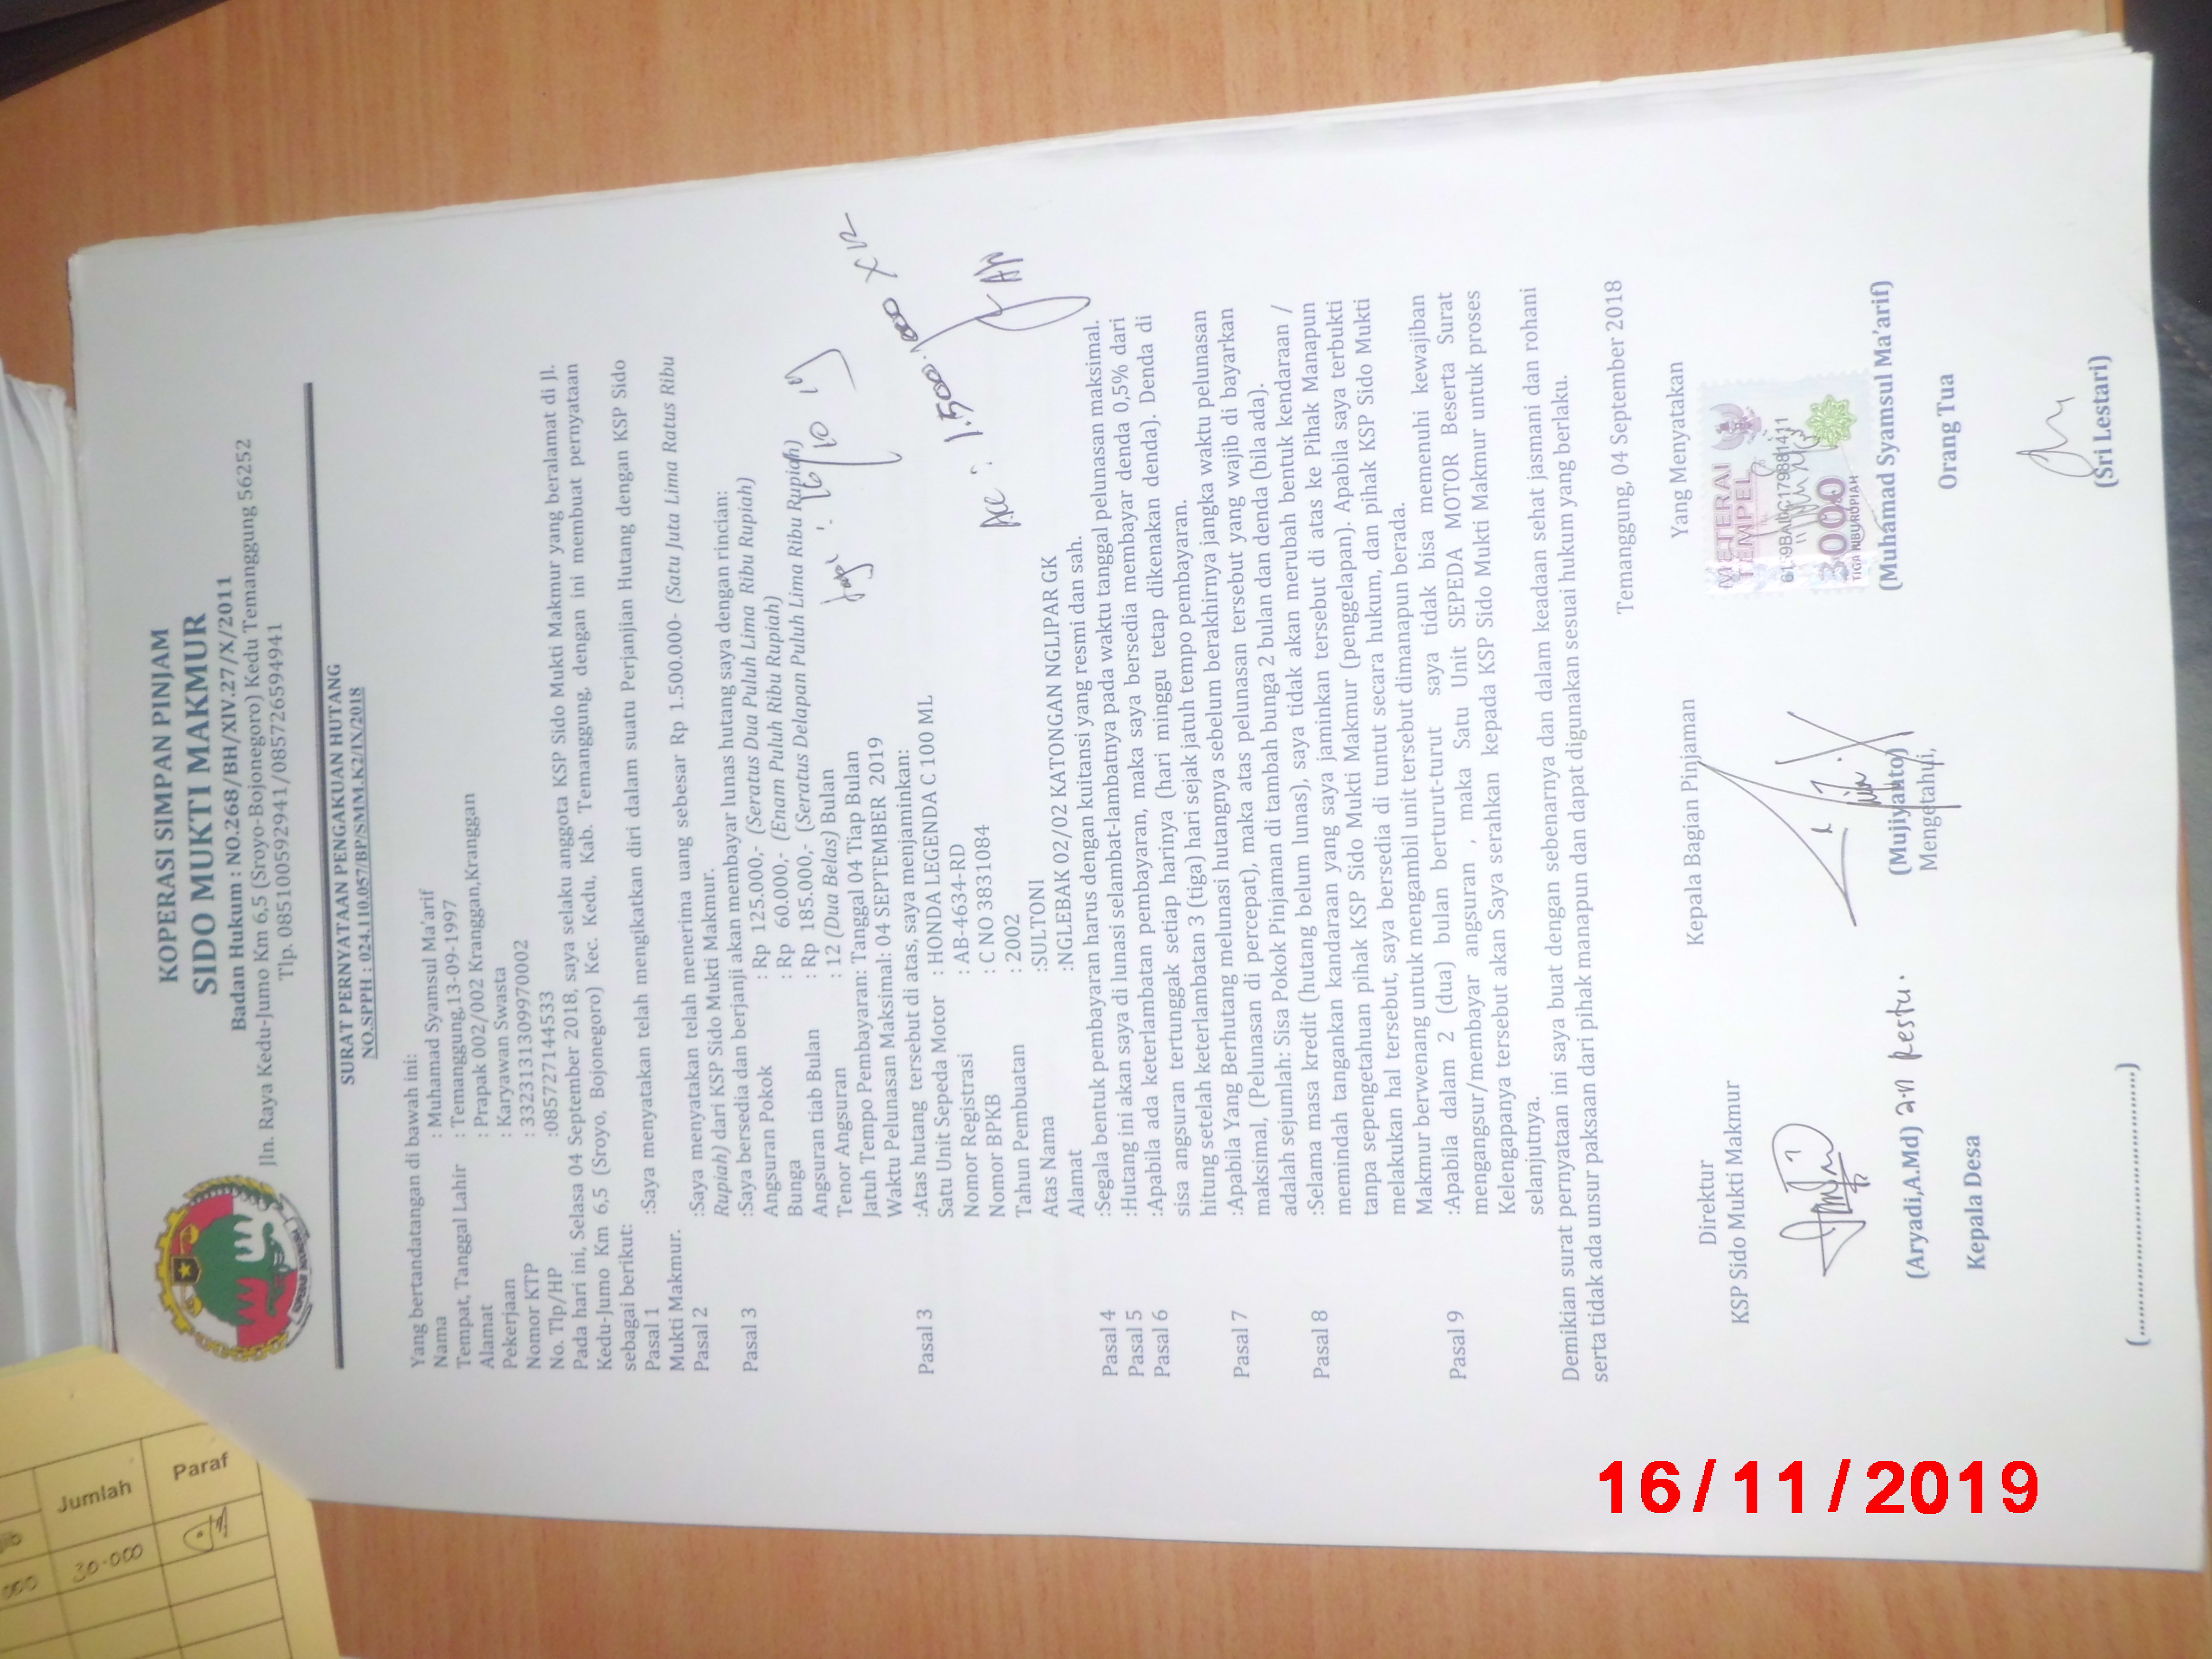 KOPERASI SIMPAN PINJAM
SIDO MUKTI MAKMUR
Badan Hukum : NO.268/BH/XIV.27/X/2011
Jln. Raya Kedu-Jumo Km 6,5 (Sroyo-Bojonegoro) Kedu Temanggung 56252
Tlp. 085100592941/085726594941
SURAT PERNYATAAN PENGAKUAN HUTANG
NO.SPPH : 024.110.057/BP/SMM.K2/IX/2018
Yang bertandatangan di bawah ini:
Nama : Muhamad Syamsul Ma'arif
Tempat, Tanggal Lahir : Temanggung,13-09-1997
Alamat : Prapak 002/002 Kranggan,Kranggan
Pekerjaan : Karyawan Swasta
Nomor KTP : 3323131309970002
No. Tlp/HP :085727144533
Pada hari ini, Selasa 04 September 2018, saya selaku anggota KSP Sido Mukti Makmur yang beralamat di Jl.
Kedu-Jumo Km 6,5 (Sroyo, Bojonegoro) Kec. Kedu, Kab. Temanggung, dengan ini membuat pernyataan
sebagai berikut:
Pasal 1 :Saya menyatakan telah mengikatkan diri dalam suatu Perjanjian Hutang dengan KSP Sido
Mukti Makmur.
Pasal 2 :Saya menyatakan telah menerima uang sebesar Rp 1.500.000- (Satu Juta Lima Ratus Ribu
Rupiah) dari KSP Sido Mukti Makmur.
Pasal 3 :Saya bersedia dan berjanji akan membayar lunas hutang saya dengan rincian:
Angsuran Pokok : Rp 125.000,- (Seratus Dua Puluh Lima Ribu Rupiah)
Bunga : Rp 60.000,- (Enam Puluh Ribu Rupiah)
Angsuran tiab Bulan : Rp 185.000,- (Seratus Delapan Puluh Lima Ribu Rupiah)
Tenor Angsuran : 12 (Dua Belas) Bulan
Jatuh Tempo Pembayaran: Tanggal 04 Tiap Bulan
Waktu Pelunasan Maksimal: 04 SEPTEMBER 2019
Pasal 3 :Atas hutang tersebut di atas, saya menjaminkan:
Satu Unit Sepeda Motor : HONDA LEGENDA C 100 ML
Nomor Registrasi : AB-4634-RD
Nomor BPKB : C NO 3831084
Tahun Pembuatan : 2002
Atas Nama :SULTONI
Alamat :NGLEBAK 02/02 KATONGAN NGLIPAR GK
16/10 19
Acc : 1.500.000 X 12
Pasal 4 :Segala bentuk pembayaran harus dengan kuitansi yang resmi dan sah.
Pasal 5 :Hutang ini akan saya di lunasi selambat-lambatnya pada waktu tanggal pelunasan maksimal.
Pasal 6 :Apabila ada keterlambatan pembayaran, maka saya bersedia membayar denda 0,5% dari
sisa angsuran tertunggak setiap harinya (hari minggu tetap dikenakan denda). Denda di
hitung setelah keterlambatan 3 (tiga) hari sejak jatuh tempo pembayaran.
Pasal 7 :Apabila Yang Berhutang melunasi hutangnya sebelum berakhirnya jangka waktu pelunasan
maksimal, (Pelunasan di percepat), maka atas pelunasan tersebut yang wajib di bayarkan
adalah sejumlah: Sisa Pokok Pinjaman di tambah bunga 2 bulan dan denda (bila ada).
Pasal 8 :Selama masa kredit (hutang belum lunas), saya tidak akan merubah bentuk kendaraan /
memindah tangankan kandaraan yang saya jaminkan tersebut di atas ke Pihak Manapun
tanpa sepengetahuan pihak KSP Sido Mukti Makmur (penggelapan). Apabila saya terbukti
melakukan hal tersebut, saya bersedia di tuntut secara hukum, dan pihak KSP Sido Mukti
Makmur berwenang untuk mengambil unit tersebut dimanapun berada.
Pasal 9 :Apabila dalam 2 (dua) bulan berturut-turut saya tidak bisa memenuhi kewajiban
mengangsur/membayar angsuran , maka Satu Unit SEPEDA MOTOR Beserta Surat
Kelengapanya tersebut akan Saya serahkan kepada KSP Sido Mukti Makmur untuk proses
selanjutnya.
Demikian surat pernyataan ini saya buat dengan sebenarnya dan dalam keadaan sehat jasmani dan rohani
serta tidak ada unsur paksaan dari pihak manapun dan dapat digunakan sesuai hukum yang berlaku.
Temanggung, 04 September 2018
Direktur
KSP Sido Mukti Makmur
Kepala Bagian Pinjaman
Yang Menyatakan
METERAI
TEMPEL
3000
TIGA RIBU RUPIAH
(Aryadi,A.Md) an Restu.
(Mujiyanto)
(Muhamad Syamsul Ma'arif)
Mengetahui,
Kepala Desa
Orang Tua
(..............................)
(Sri Lestari)
Jumlah Paraf
000 30.000
16/11/2019